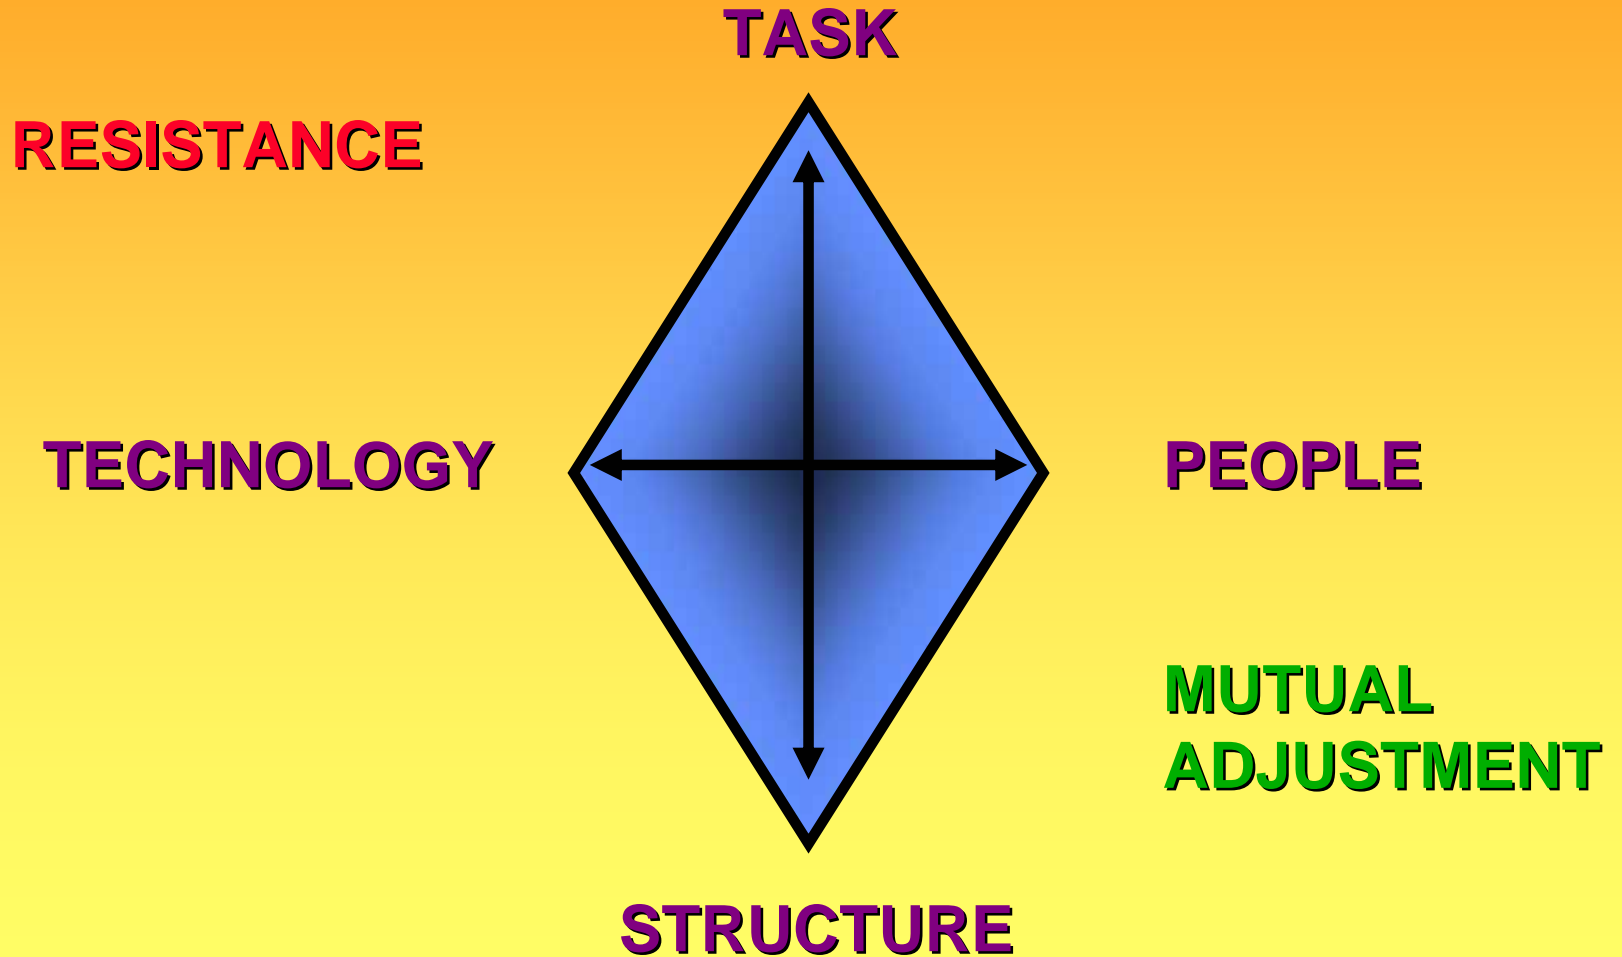 TASK
RESISTANCE
TECHNOLOGY
PEOPLE
MUTUAL
ADJUSTMENT
STRUCTURE